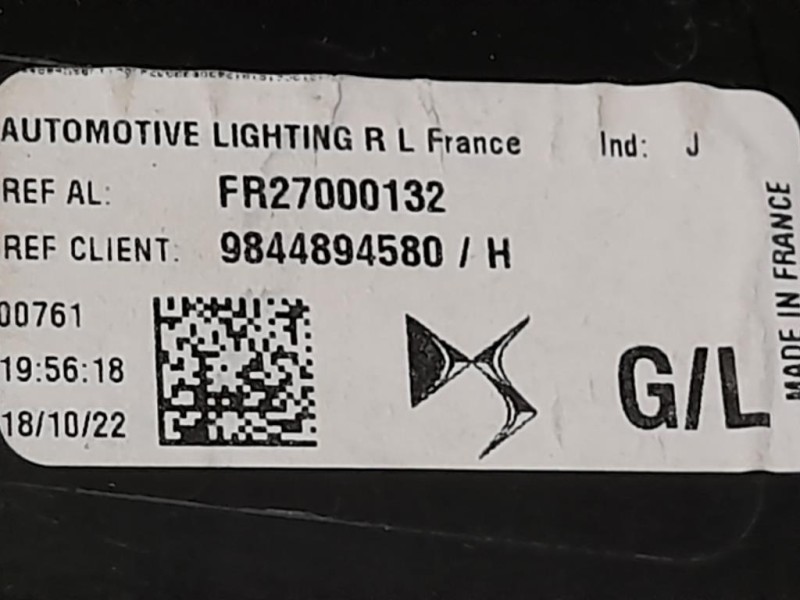 AUTOMOTIVE LIGHTING R L France Ind: J
REF AL: FR27000132
REF CLIENT: 9844894580 / H
00761
19:56:18
18/10/22
G/L
MADE IN FRANCE